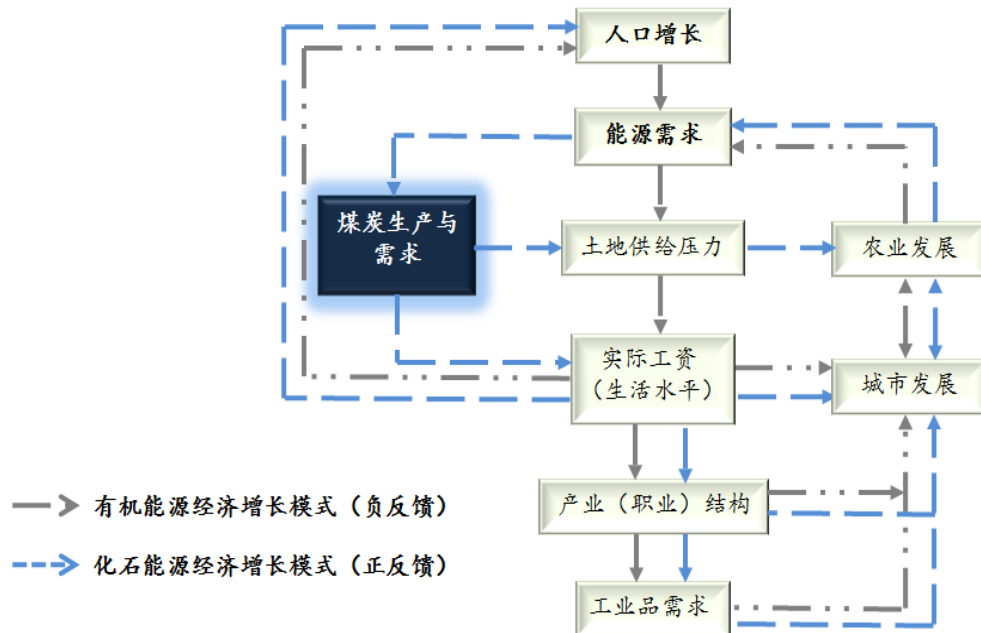 人口增长
能源需求
煤炭生产与
需求
土地供给压力
农业发展
实际工资
（生活水平）
城市发展
产业（职业）结构
工业品需求
有机能源经济增长模式（负反馈）
化石能源经济增长模式（正反馈）